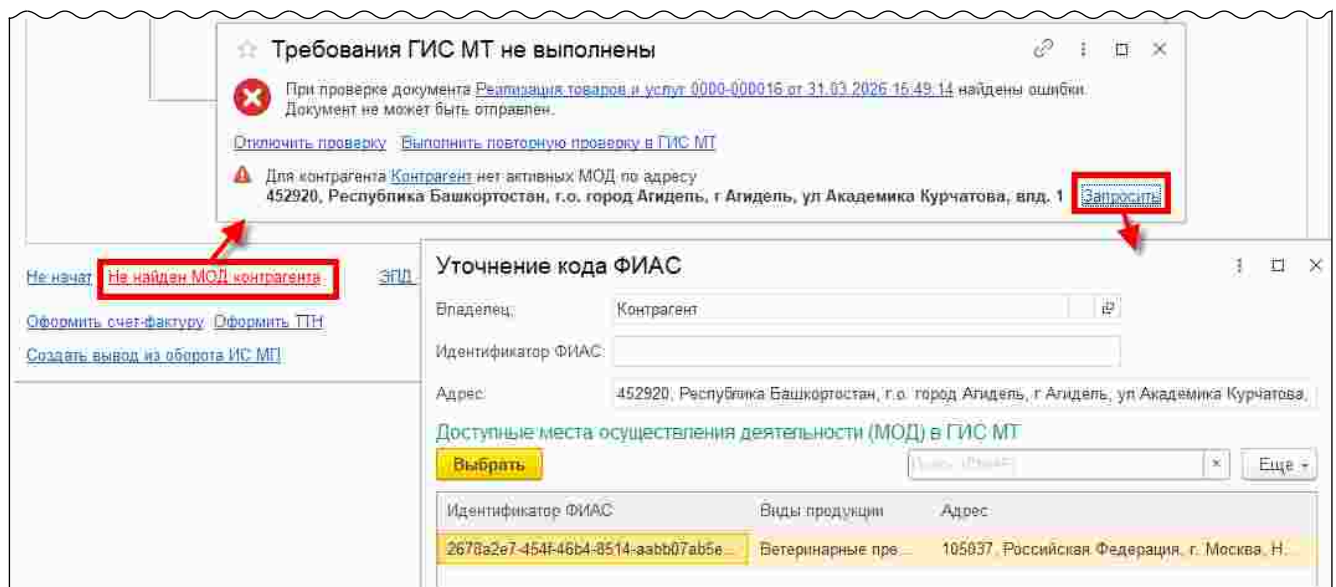 Требования ГИС МТ не выполнены
При проверке документа Реализация товаров и услуг 0000-000016 от 31.03.2026 15:49:14 найдены ошибки.
Документ не может быть отправлен.
Отключить проверку Выполнить повторную проверку в ГИС МТ
Для контрагента Контрагент нет активных МОД по адресу
452920, Республика Башкортостан, г.о. город Агидель, г Агидель, ул Академика Курчатова, влд. 1 Запросить
Не начат Не найден МОД контрагента ЭПД
Оформить счет-фактуру Оформить ТТН
Создать вывод из оборота ИС МП
Уточнение кода ФИАС
Владелец: Контрагент
Идентификатор ФИАС:
Адрес: 452920, Республика Башкортостан, г.о. город Агидель, г Агидель, ул Академика Курчатова,
Доступные места осуществления деятельности (МОД) в ГИС МТ
Выбрать Поиск (Ctrl+F) × Еще
Идентификатор ФИАС Виды продукции Адрес
2678a2e7-454f-46b4-8514-aabb07ab5e... Ветеринарные пре... 105037, Российская Федерация, г. Москва, Н...